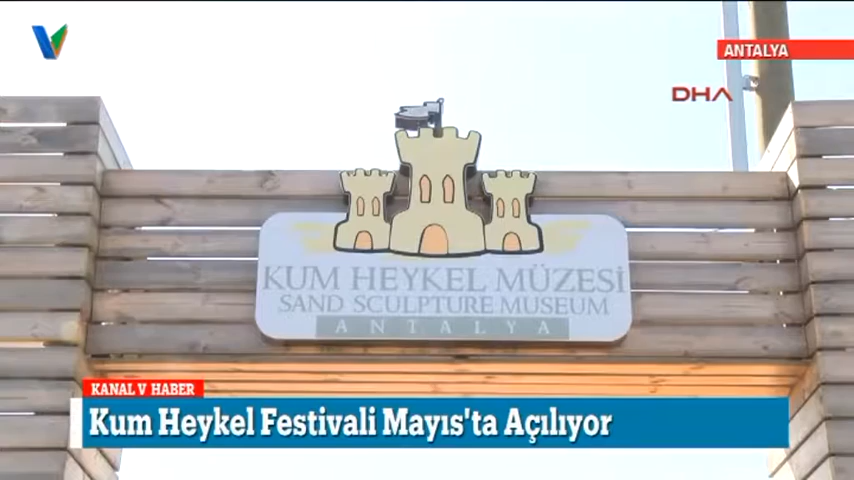 ANTALYA
DHA
KUM HEYKEL MÜZESİ
SAND SCULPTURE MUSEUM
ANTALYA
KANAL V HABER
Kum Heykel Festivali Mayıs'ta Açılıyor